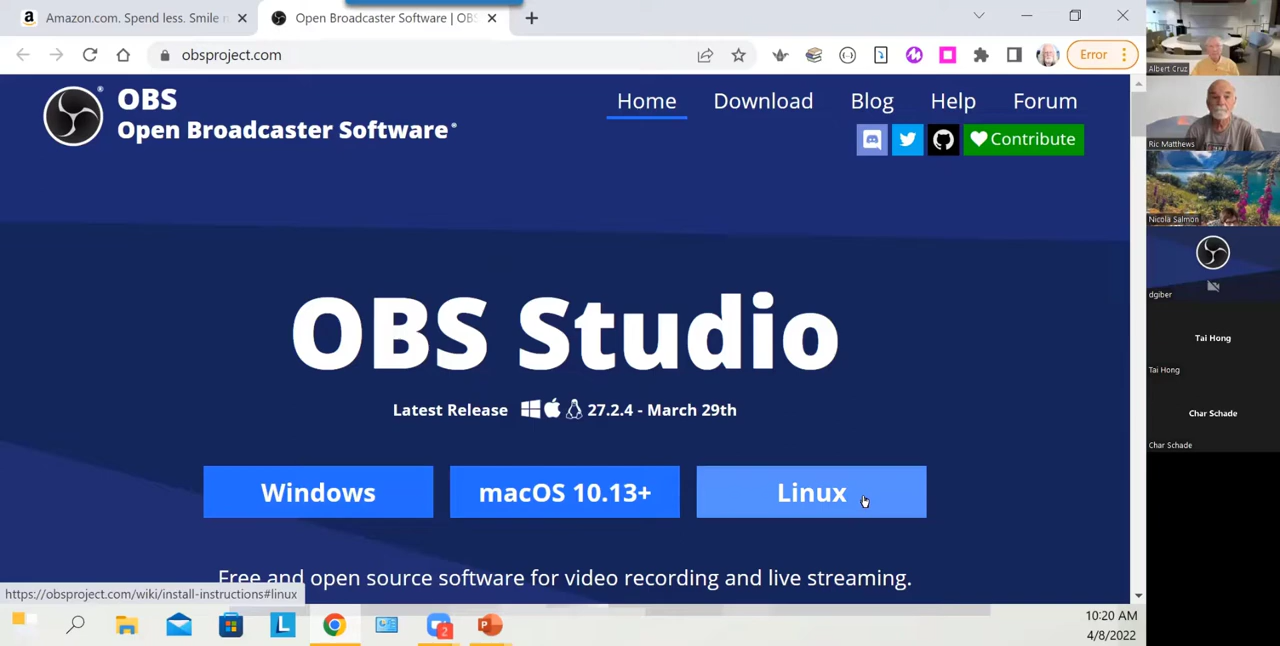 Amazon.com. Spend less. Smile
Open Broadcaster Software | OBS
obsproject.com
Error
OBS
Open Broadcaster Software
Home
Download
Blog
Help
Forum
Contribute
OBS Studio
Latest Release 27.2.4 - March 29th
Windows
macOS 10.13+
Linux
Free and open source software for video recording and live streaming.
https://obsproject.com/wiki/install-instructions#linux
L
2
10:20 AM
4/8/2022
Albert Cruz
Ric Matthews
Nicola Salmon
dgiber
Tai Hong
Tai Hong
Char Schade
Char Schade